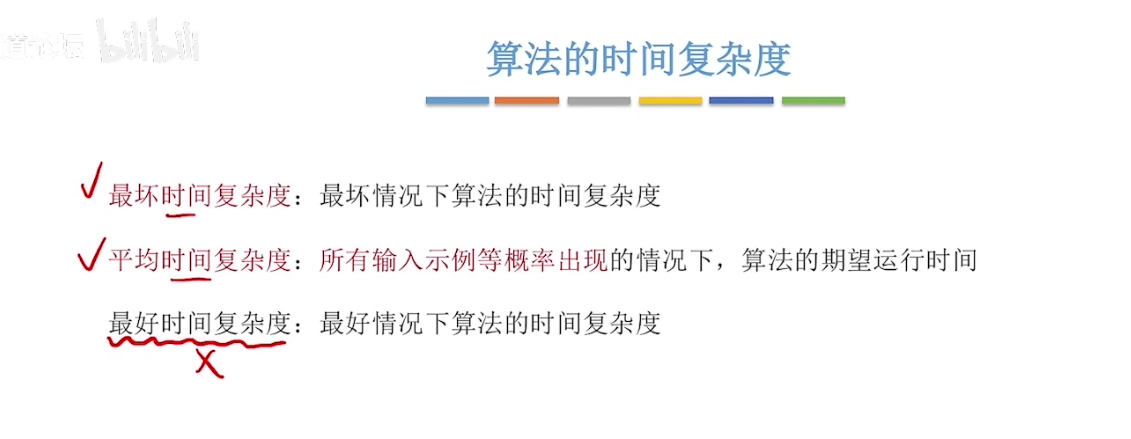 bilibili
算法的时间复杂度
最坏时间复杂度：最坏情况下算法的时间复杂度
平均时间复杂度：所有输入示例等概率出现的情况下，算法的期望运行时间
最好时间复杂度：最好情况下算法的时间复杂度